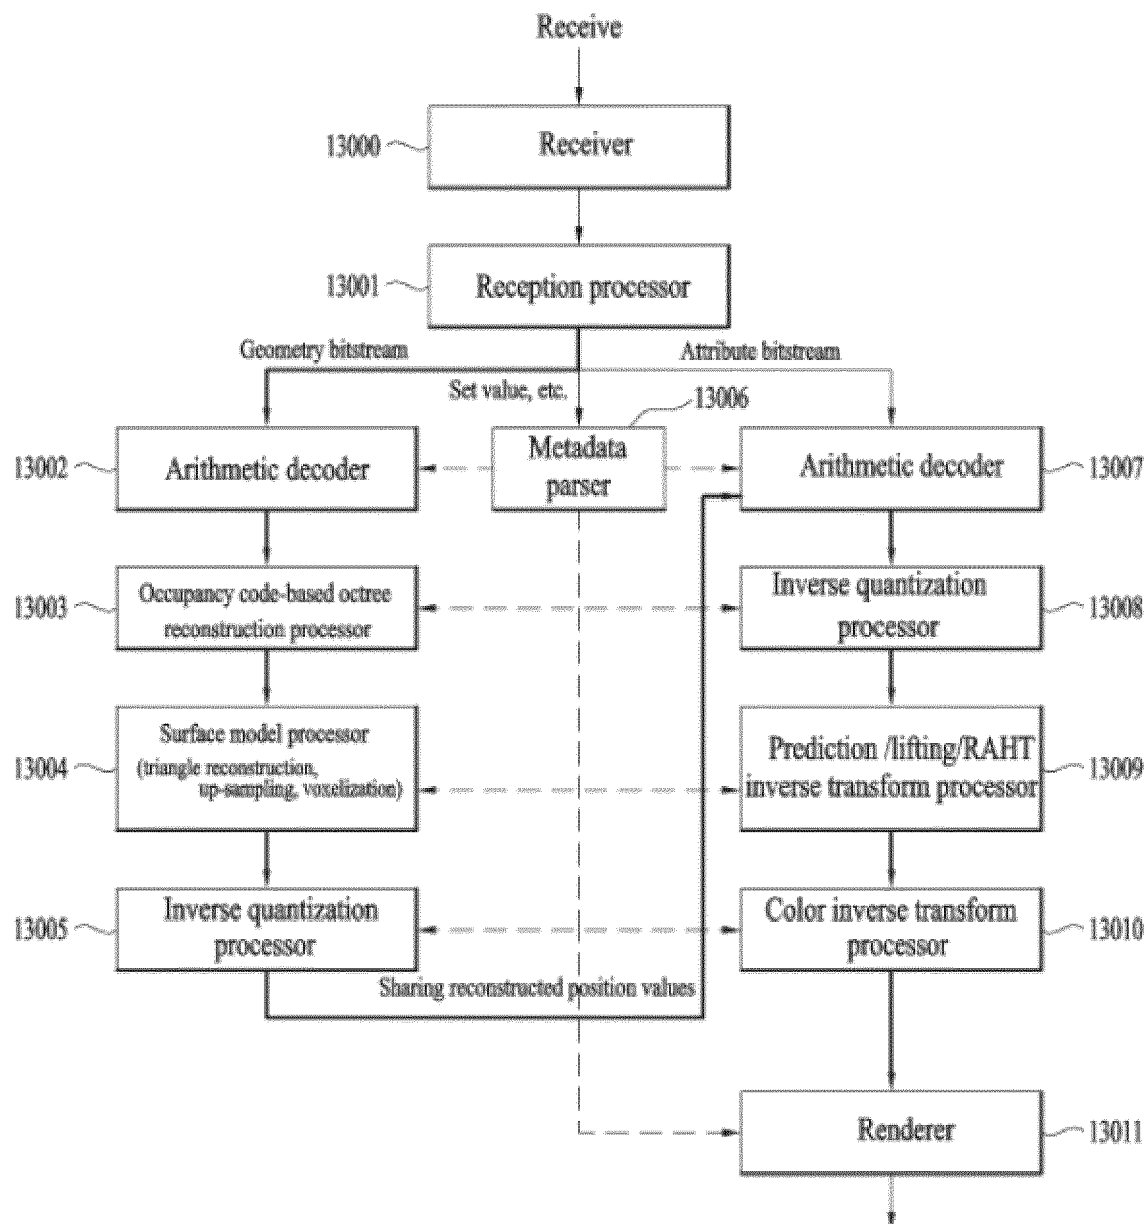 Receive
13000
Receiver
13001
Reception processor
Geometry bitstream
Attribute bitstream
Set value, etc.
13006
13002
Arithmetic decoder
Metadata
parser
Arithmetic decoder
13007
13003
Occupancy code-based octree
reconstruction processor
Inverse quantization
processor
13008
13004
Surface model processor
(triangle reconstruction,
up-sampling, voxelization)
Prediction /lifting/RAHT
inverse transform processor
13009
13005
Inverse quantization
processor
Color inverse transform
processor
13010
Sharing reconstructed position values
Renderer
13011